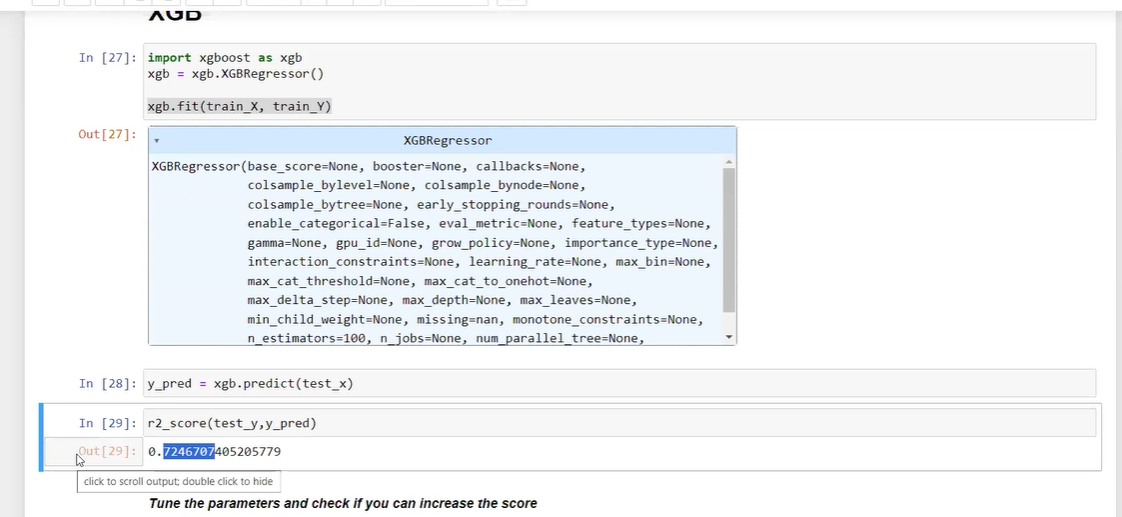 XGB
In [27]: import xgboost as xgb
xgb = xgb.XGBRegressor()
xgb.fit(train_X, train_Y)
Out[27]:
XGBRegressor
XGBRegressor(base_score=None, booster=None, callbacks=None,
colsample_bylevel=None, colsample_bynode=None,
colsample_bytree=None, early_stopping_rounds=None,
enable_categorical=False, eval_metric=None, feature_types=None,
gamma=None, gpu_id=None, grow_policy=None, importance_type=None,
interaction_constraints=None, learning_rate=None, max_bin=None,
max_cat_threshold=None, max_cat_to_onehot=None,
max_delta_step=None, max_depth=None, max_leaves=None,
min_child_weight=None, missing=nan, monotone_constraints=None,
n_estimators=100, n_jobs=None, num_parallel_tree=None,
In [28]: y_pred = xgb.predict(test_x)
In [29]: r2_score(test_y,y_pred)
Out[29]: 0.7246707405205779
click to scroll output; double click to hide
Tune the parameters and check if you can increase the score